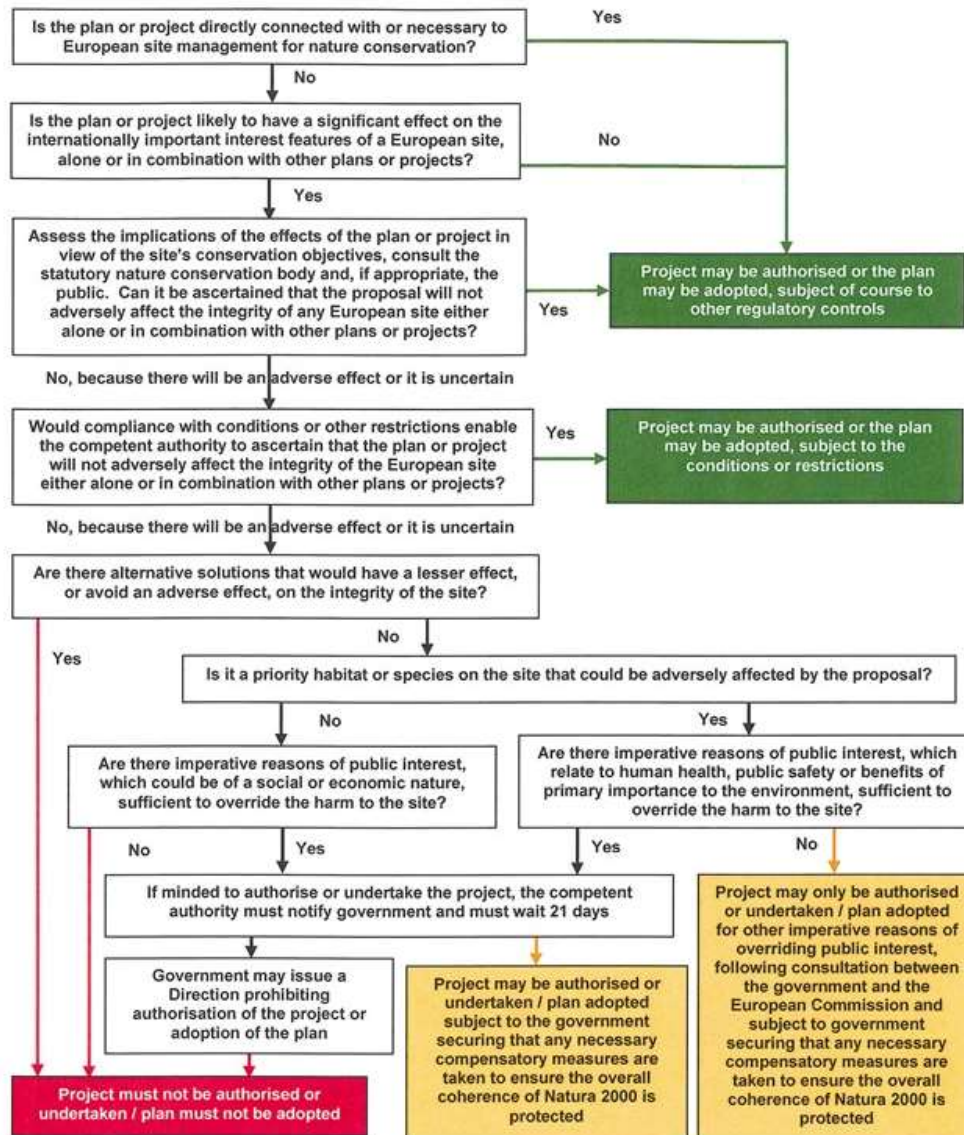 Is the plan or project directly connected with or necessary to
European site management for nature conservation?
Yes
No
Is the plan or project likely to have a significant effect on the
internationally important interest features of a European site,
alone or in combination with other plans or projects?
No
Yes
Assess the implications of the effects of the plan or project in
view of the site's conservation objectives, consult the
statutory nature conservation body and, if appropriate, the
public. Can it be ascertained that the proposal will not
adversely affect the integrity of any European site either
alone or in combination with other plans or projects?
Yes
Project may be authorised or the plan
may be adopted, subject of course to
other regulatory controls
No, because there will be an adverse effect or it is uncertain
Would compliance with conditions or other restrictions enable
the competent authority to ascertain that the plan or project
will not adversely affect the integrity of the European site
either alone or in combination with other plans or projects?
Yes
Project may be authorised or the plan
may be adopted, subject to the
conditions or restrictions
No, because there will be an adverse effect or it is uncertain
Are there alternative solutions that would have a lesser effect,
or avoid an adverse effect, on the integrity of the site?
Yes
No
Is it a priority habitat or species on the site that could be adversely affected by the proposal?
No
Yes
Are there imperative reasons of public interest,
which could be of a social or economic nature,
sufficient to override the harm to the site?
Are there imperative reasons of public interest, which
relate to human health, public safety or benefits of
primary importance to the environment, sufficient to
override the harm to the site?
No
Yes
Yes
No
If minded to authorise or undertake the project, the competent
authority must notify government and must wait 21 days
Government may issue a
Direction prohibiting
authorisation of the project or
adoption of the plan
Project may be authorised or
undertaken / plan adopted
subject to the government
securing that any necessary
compensatory measures are
taken to ensure the overall
coherence of Natura 2000 is
protected
Project may only be authorised
or undertaken / plan adopted
for other imperative reasons of
overriding public interest,
following consultation between
the government and the
European Commission and
subject to government
securing that any necessary
compensatory measures are
taken to ensure the overall
coherence of Natura 2000 is
protected
Project must not be authorised or
undertaken / plan must not be adopted